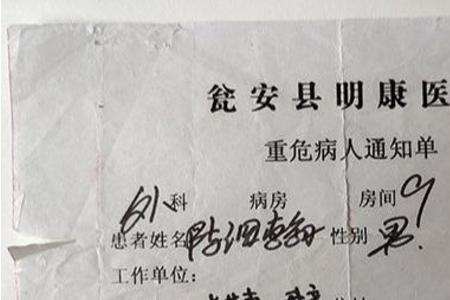 瓮安县明康医
重危病人通知单
外科 病房 房间9
患者姓名 陈 性别 男.
工作单位: